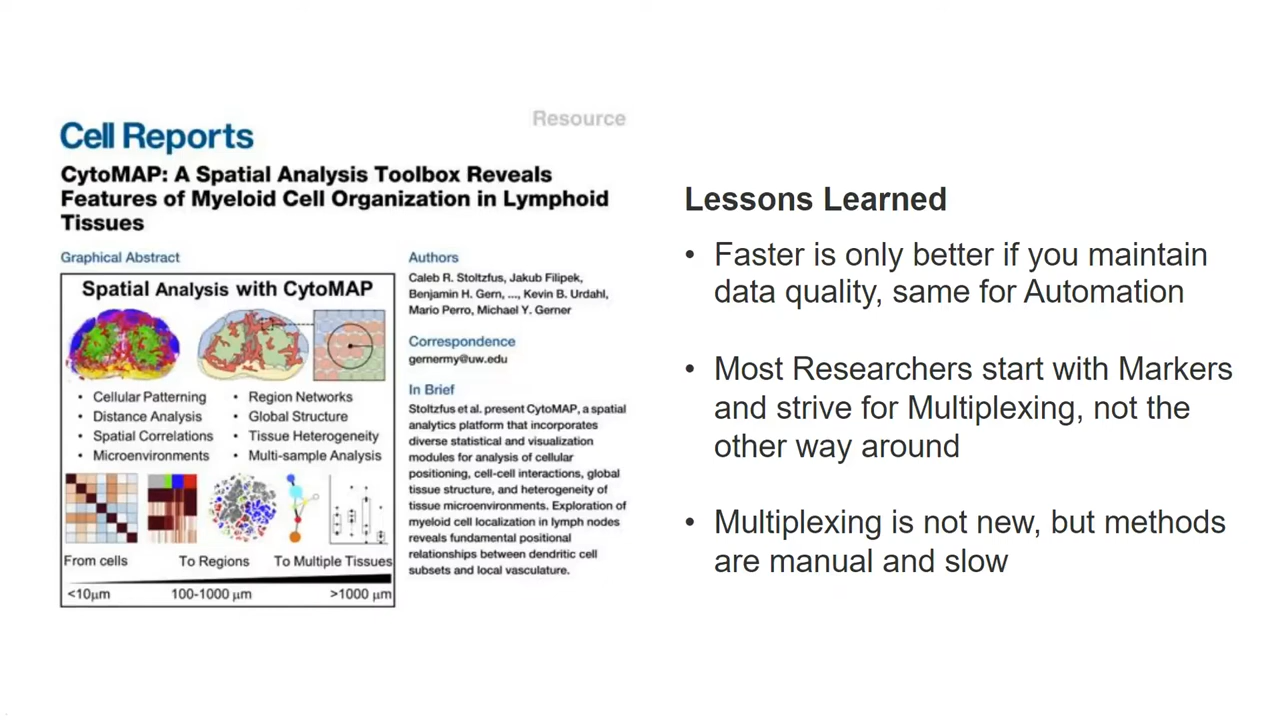 Resource
Cell Reports
CytoMAP: A Spatial Analysis Toolbox Reveals
Features of Myeloid Cell Organization in Lymphoid
Tissues
Graphical Abstract
Spatial Analysis with CytoMAP
• Cellular Patterning
• Distance Analysis
• Spatial Correlations
• Microenvironments
• Region Networks
• Global Structure
• Tissue Heterogeneity
• Multi-sample Analysis
From cells
To Regions
To Multiple Tissues
<10μm
100-1000 μm
>1000 μm
Authors
Caleb R. Stoltzfus, Jakub Filipek,
Benjamin H. Gern, ..., Kevin B. Urdahl,
Mario Perro, Michael Y. Gerner
Correspondence
gernermy@uw.edu
In Brief
Stoltzfus et al. present CytoMAP, a spatial
analytics platform that incorporates
diverse statistical and visualization
modules for analysis of cellular
positioning, cell-cell interactions, global
tissue structure, and heterogeneity of
tissue microenvironments. Exploration of
myeloid cell localization in lymph nodes
reveals fundamental positional
relationships between dendritic cell
subsets and local vasculature.
Lessons Learned
• Faster is only better if you maintain
data quality, same for Automation
• Most Researchers start with Markers
and strive for Multiplexing, not the
other way around
• Multiplexing is not new, but methods
are manual and slow